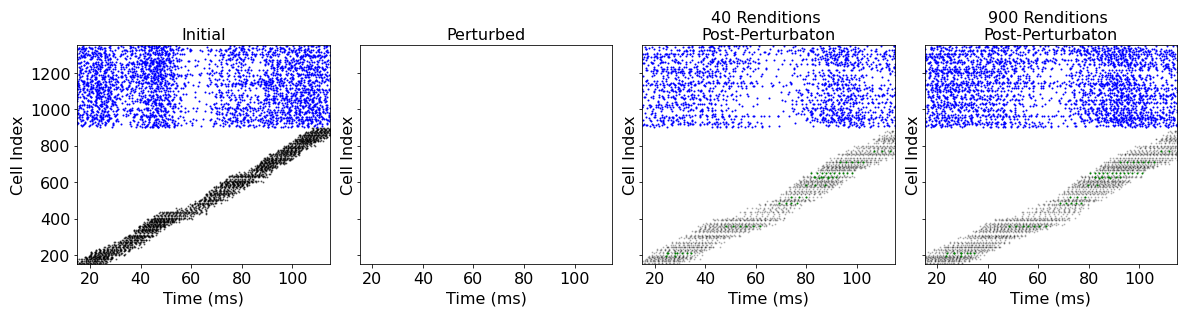 Initial
Perturbed
40 Renditions
Post-Perturbaton
900 Renditions
Post-Perturbaton
Cell Index
1200
1000
800
600
400
200
20 40 60 80 100
Time (ms)
Cell Index
20 40 60 80 100
Time (ms)
Cell Index
20 40 60 80 100
Time (ms)
Cell Index
20 40 60 80 100
Time (ms)